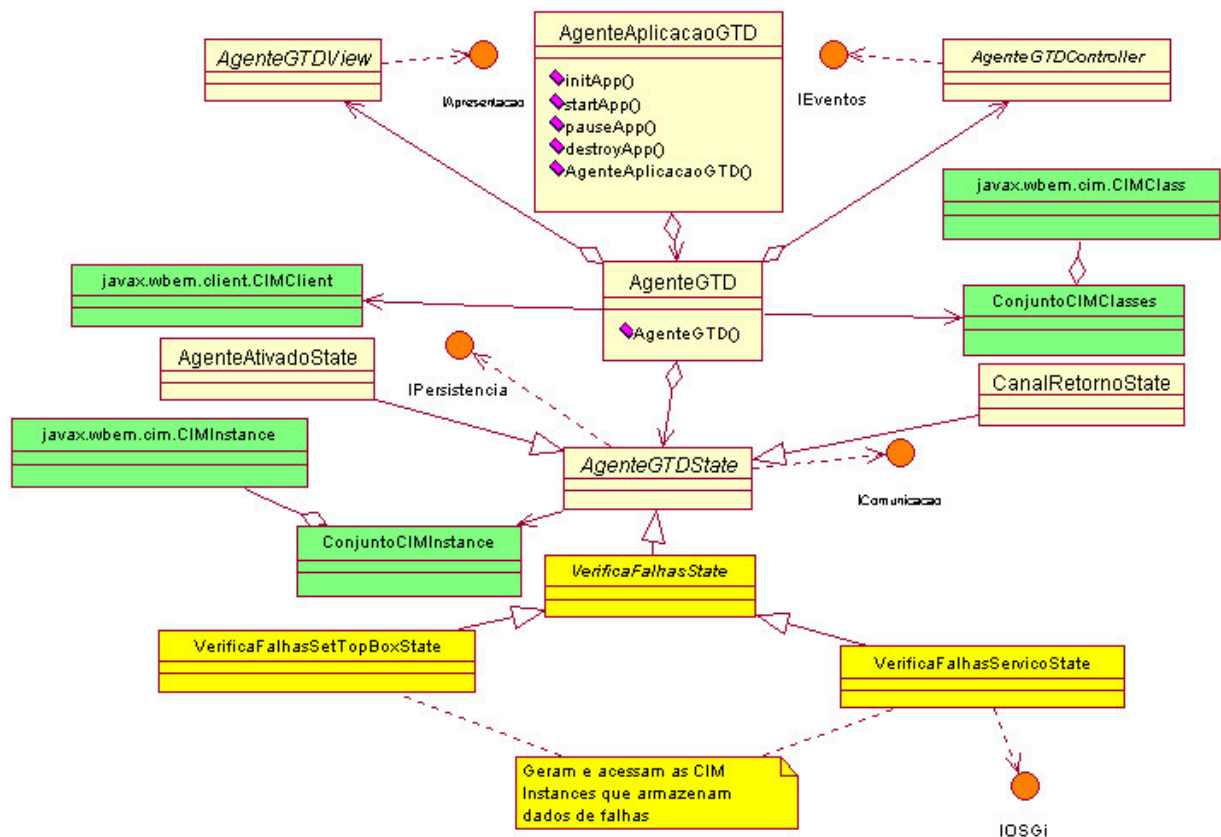 AgenteAplicacaoGTD
AgenteGTDView
AgenteGTDController
IApresentacao
IEventos
initApp()
startApp()
pauseApp()
destroyApp()
AgenteAplicacaoGTD()
javax.wbem.cim.CIMClass
javax.wbem.client.CIMClient
AgenteGTD
AgenteGTD()
ConjuntoCIMClasses
AgenteAtivadoState
IPersistencia
CanalRetornoState
javax.wbem.cim.CIMInstance
AgenteGTDState
IComunicacao
ConjuntoCIMInstance
VerificaFalhasState
VerificaFalhasSetTopBoxState
VerificaFalhasServicoState
Geram e acessam as CIM
Instances que armazenam
dados de falhas
IOSGi